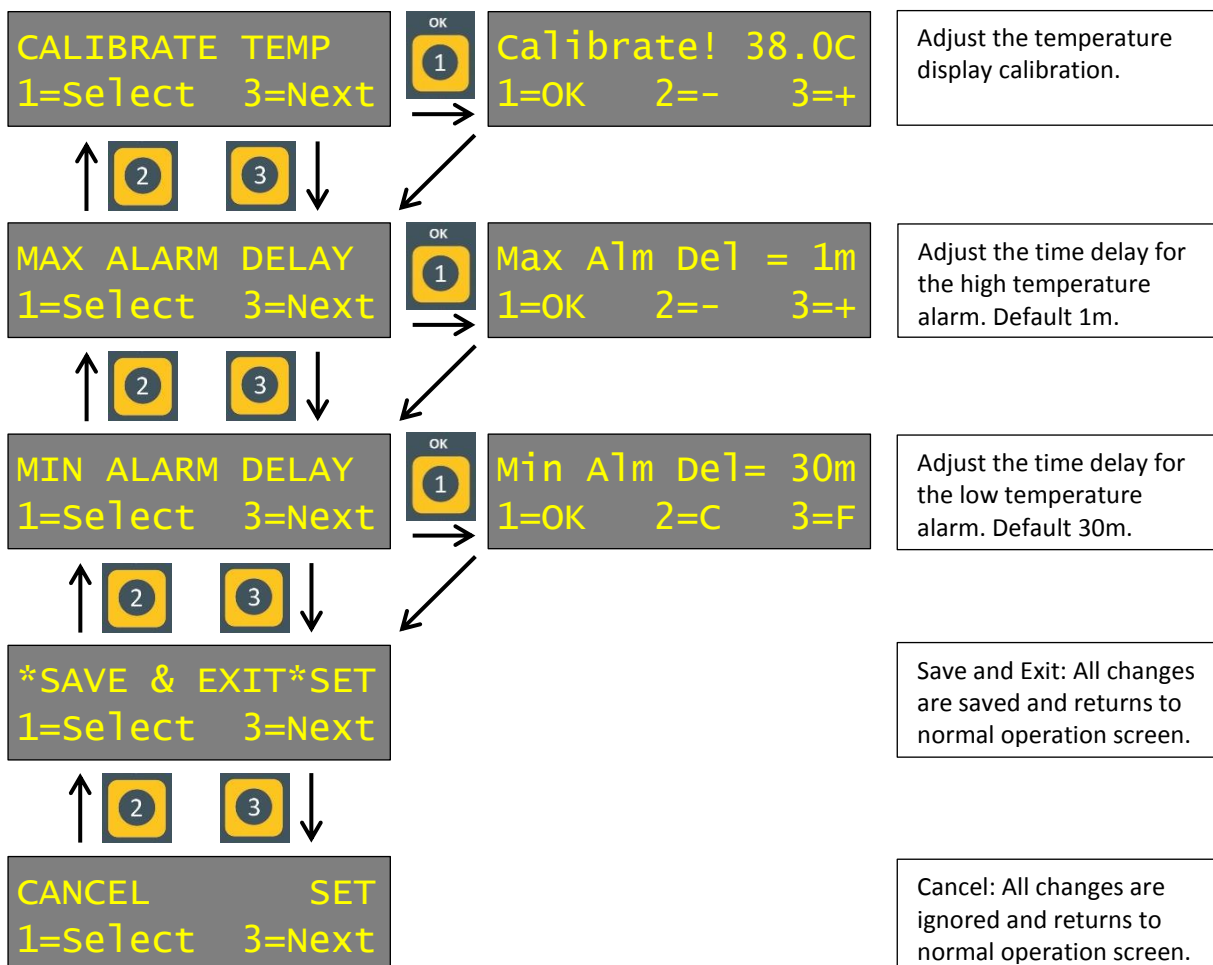 CALIBRATE TEMP
1=Select 3=Next
OK
1
Calibrate! 38.0C
1=OK 2=- 3=+
Adjust the temperature
display calibration.
2
3
MAX ALARM DELAY
1=Select 3=Next
OK
1
Max Alm Del = 1m
1=OK 2=- 3=+
Adjust the time delay for
the high temperature
alarm. Default 1m.
2
3
MIN ALARM DELAY
1=Select 3=Next
OK
1
Min Alm Del= 30m
1=OK 2=C 3=F
Adjust the time delay for
the low temperature
alarm. Default 30m.
2
3
*SAVE & EXIT*SET
1=Select 3=Next
Save and Exit: All changes
are saved and returns to
normal operation screen.
2
3
CANCEL SET
1=Select 3=Next
Cancel: All changes are
ignored and returns to
normal operation screen.